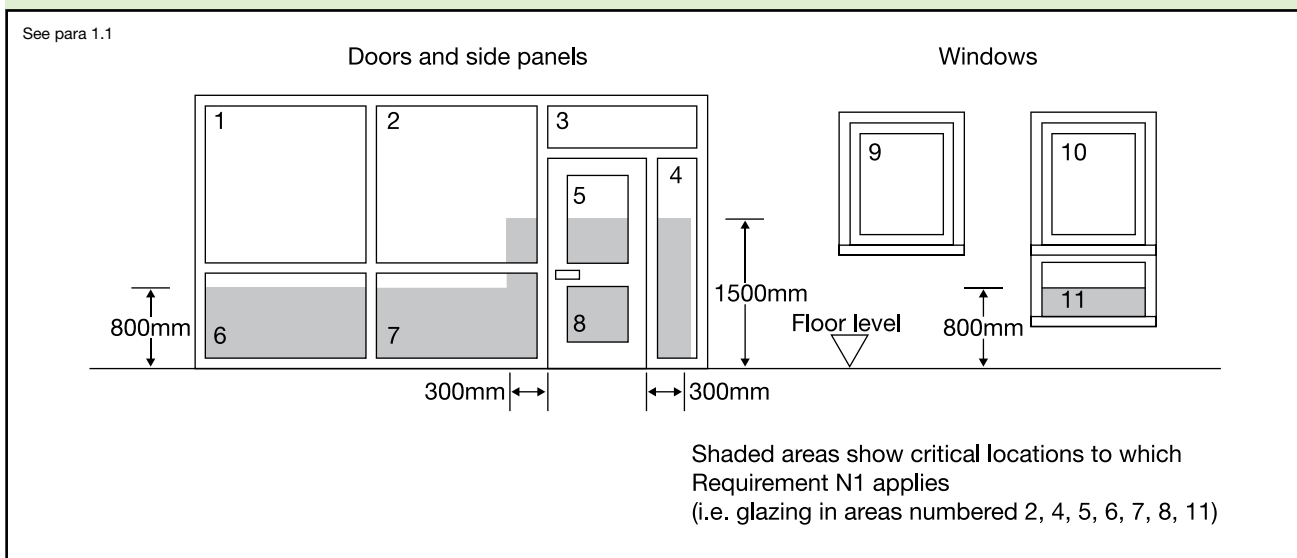 See para 1.1
Doors and side panels
Windows
1
2
3
4
5
9
10
1500mm
800mm
6
7
8
Floor level
800mm
11
300mm
300mm
Shaded areas show critical locations to which
Requirement N1 applies
(i.e. glazing in areas numbered 2, 4, 5, 6, 7, 8, 11)